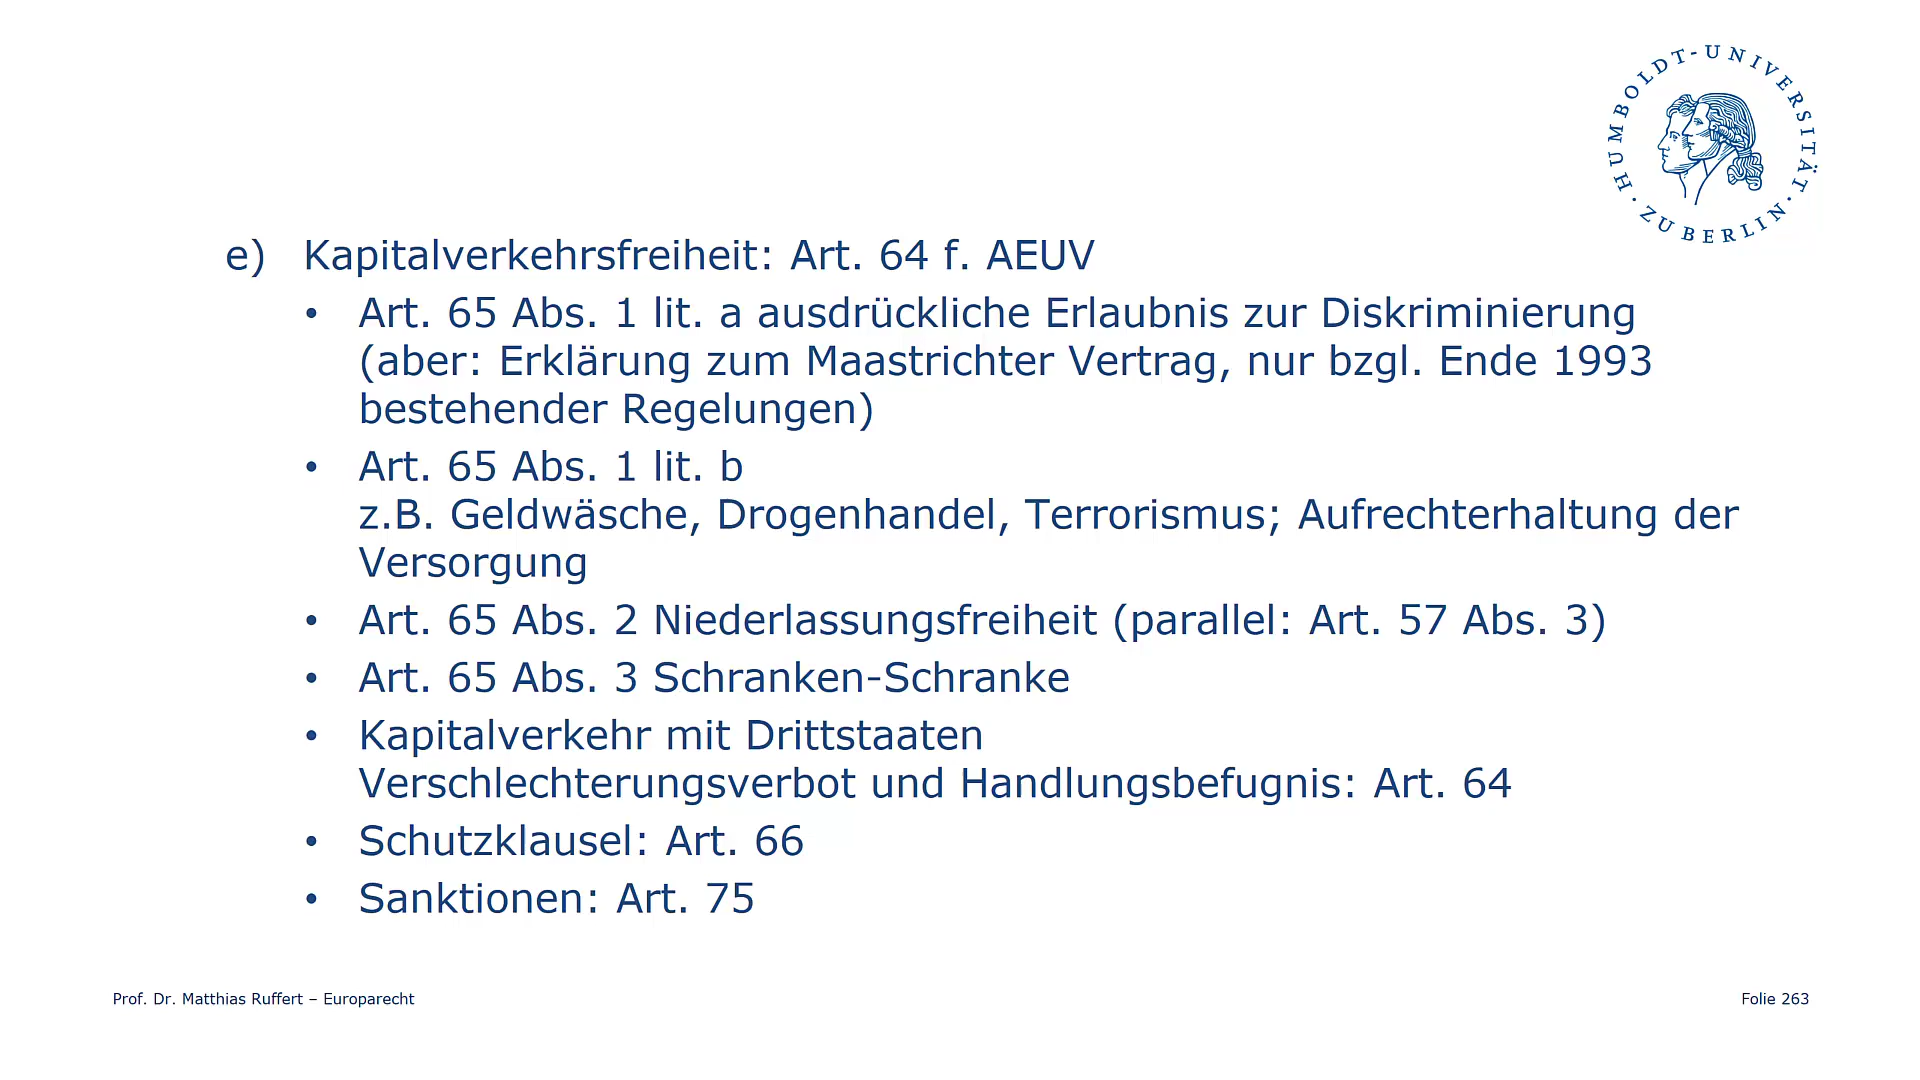 HUMBOLDT-UNIVERSITÄT · ZU BERLIN ·
e) Kapitalverkehrsfreiheit: Art. 64 f. AEUV
• Art. 65 Abs. 1 lit. a ausdrückliche Erlaubnis zur Diskriminierung
(aber: Erklärung zum Maastrichter Vertrag, nur bzgl. Ende 1993
bestehender Regelungen)
• Art. 65 Abs. 1 lit. b
z.B. Geldwäsche, Drogenhandel, Terrorismus; Aufrechterhaltung der
Versorgung
• Art. 65 Abs. 2 Niederlassungsfreiheit (parallel: Art. 57 Abs. 3)
• Art. 65 Abs. 3 Schranken-Schranke
• Kapitalverkehr mit Drittstaaten
Verschlechterungsverbot und Handlungsbefugnis: Art. 64
• Schutzklausel: Art. 66
• Sanktionen: Art. 75
Prof. Dr. Matthias Ruffert – Europarecht
Folie 263